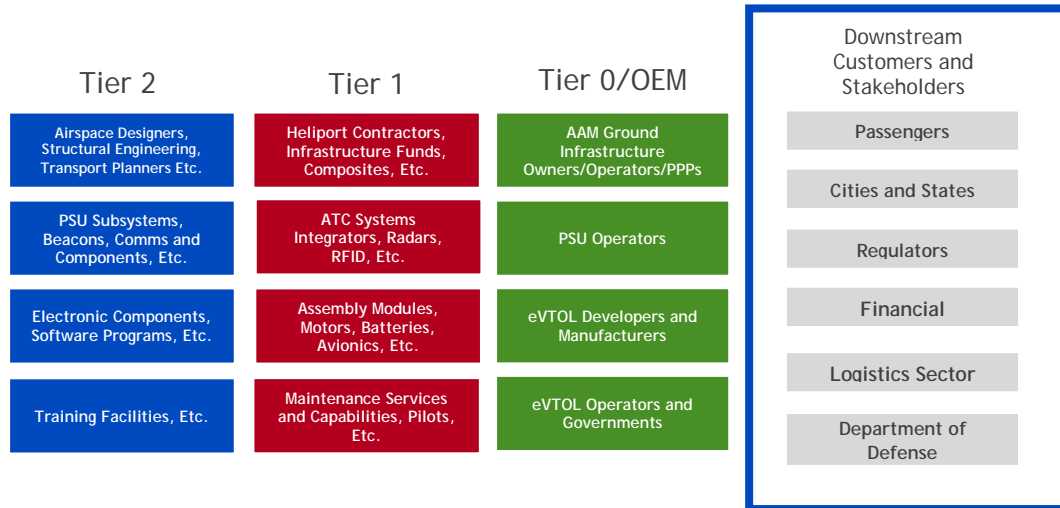 Tier 2
Airspace Designers,
Structural Engineering,
Transport Planners Etc.
PSU Subsystems,
Beacons, Comms and
Components, Etc.
Electronic Components,
Software Programs, Etc.
Training Facilities, Etc.
Tier 1
Heliport Contractors,
Infrastructure Funds,
Composites, Etc.
ATC Systems
Integrators, Radars,
RFID, Etc.
Assembly Modules,
Motors, Batteries,
Avionics, Etc.
Maintenance Services
and Capabilities, Pilots,
Etc.
Tier 0/OEM
AAM Ground
Infrastructure
Owners/Operators/PPPs
PSU Operators
eVTOL Developers and
Manufacturers
eVTOL Operators and
Governments
Downstream
Customers and
Stakeholders
Passengers
Cities and States
Regulators
Financial
Logistics Sector
Department of
Defense